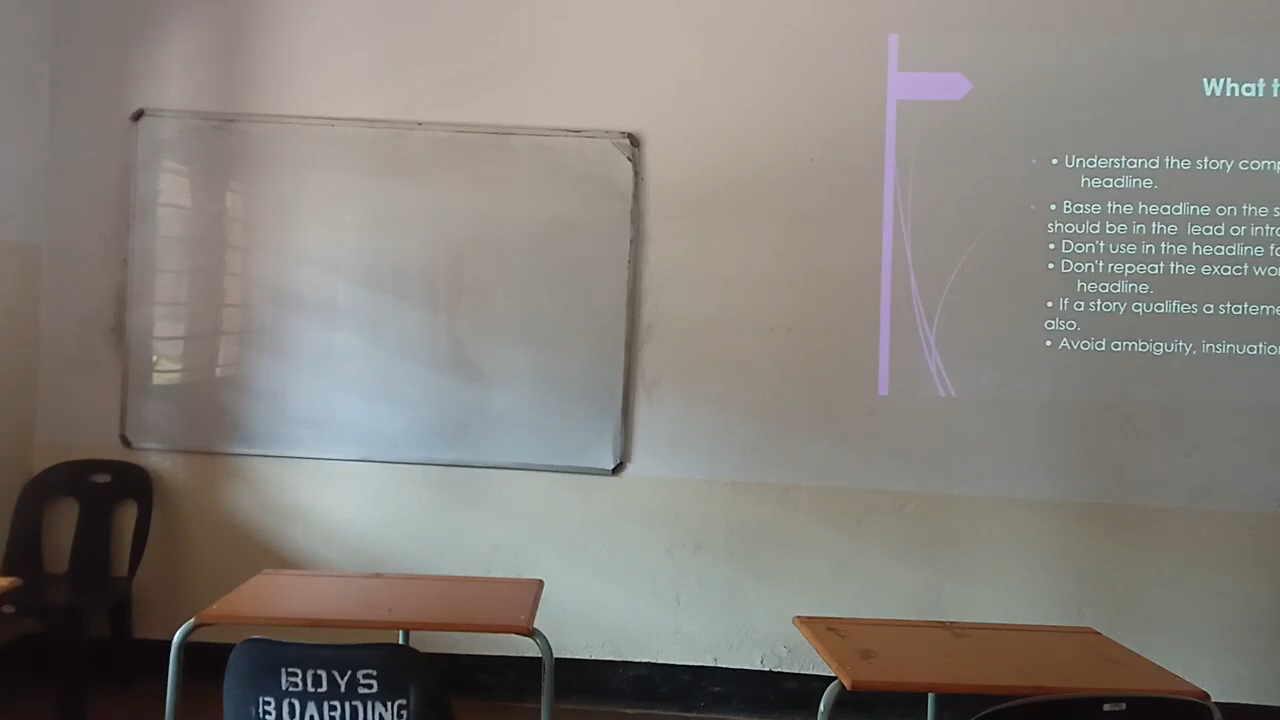 What t
• Understand the story comp
headline.
• Base the headline on the s
should be in the lead or intro
• Don't use in the headline fa
• Don't repeat the exact wor
headline.
• If a story qualifies a stateme
also.
• Avoid ambiguity, insinuation
BOYS
BOARDING